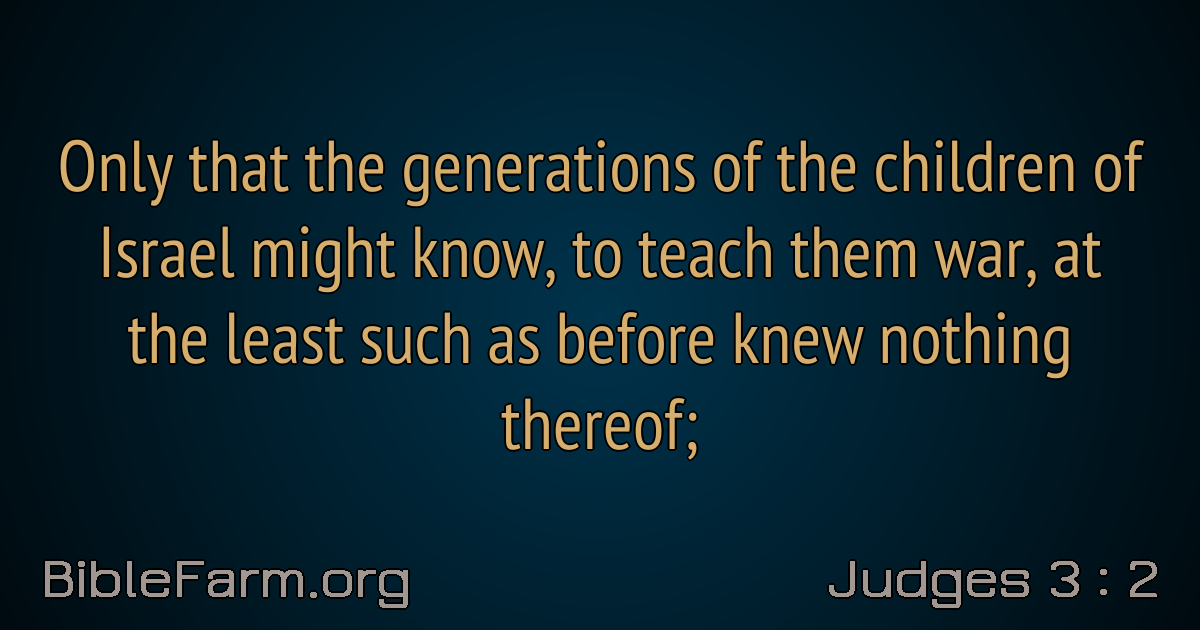 Only that the generations of the children of
Israel might know, to teach them war, at
the least such as before knew nothing
thereof;
BibleFarm.org
Judges 3 : 2